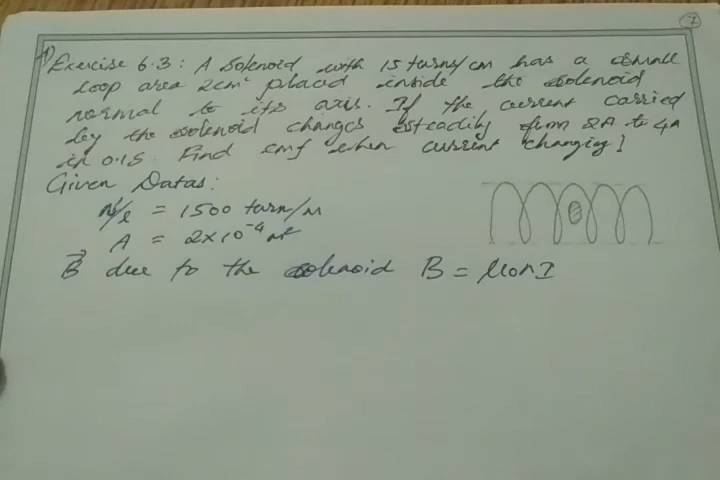 7
Exercise 6.3: A Solenoid with 15 turns/cm has a small
loop area 2cm² placed inside the solenoid
normal to its axis. If the current carried
by the solenoid changes steadily from 2A to 4A
in 0.1s Find emf when current changing?
Given Datas:
N/l = 1500 turn/m
A = 2×10⁻⁴ m²
B⃗ due to the solenoid B = μ₀nI